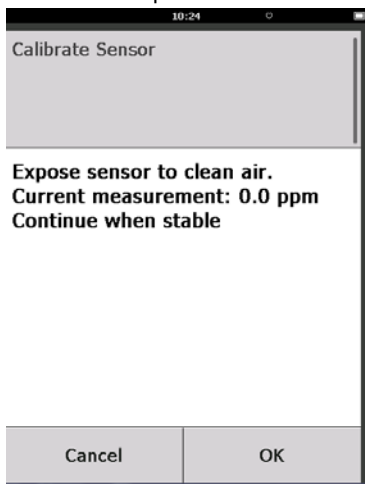 10:24
Calibrate Sensor
Expose sensor to clean air.
Current measurement: 0.0 ppm
Continue when stable
Cancel
OK